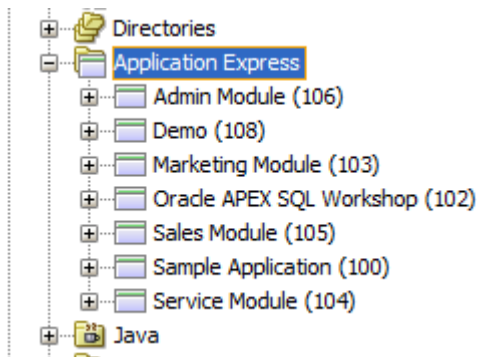 Directories
Application Express
Admin Module (106)
Demo (108)
Marketing Module (103)
Oracle APEX SQL Workshop (102)
Sales Module (105)
Sample Application (100)
Service Module (104)
Java